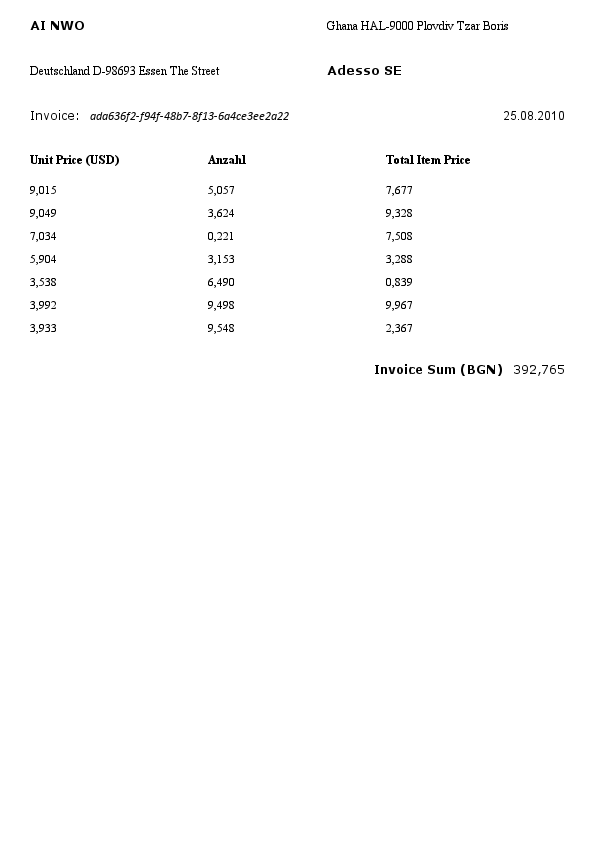 AI NWO Ghana HAL-9000 Plovdiv Tzar Boris
Deutschland D-98693 Essen The Street Adesso SE
Invoice: ada636f2-f94f-48b7-8f13-6a4ce3ee2a22 25.08.2010
Unit Price (USD) Anzahl Total Item Price
9,015 5,057 7,677
9,049 3,624 9,328
7,034 0,221 7,508
5,904 3,153 3,288
3,538 6,490 0,839
3,992 9,498 9,967
3,933 9,548 2,367
Invoice Sum (BGN) 392,765